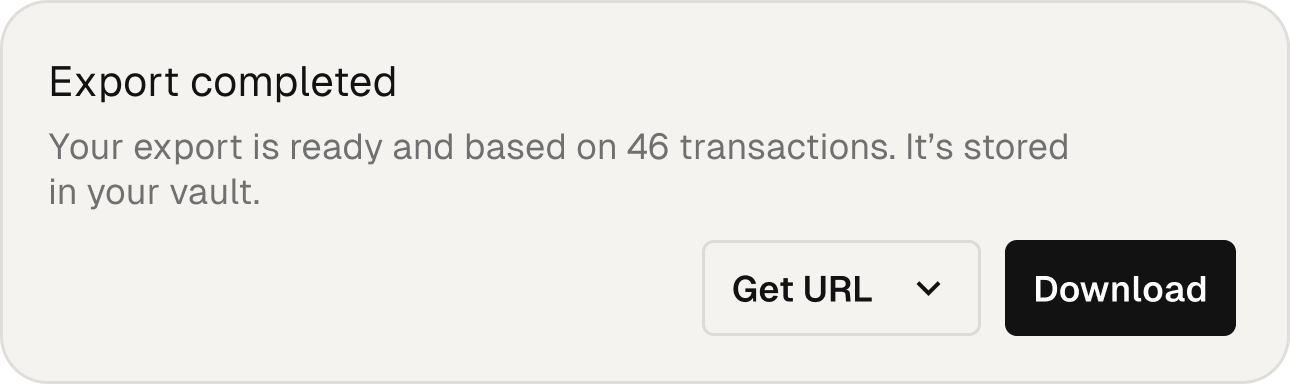 Export completed
Your export is ready and based on 46 transactions. It’s stored
in your vault.
Get URL
Download